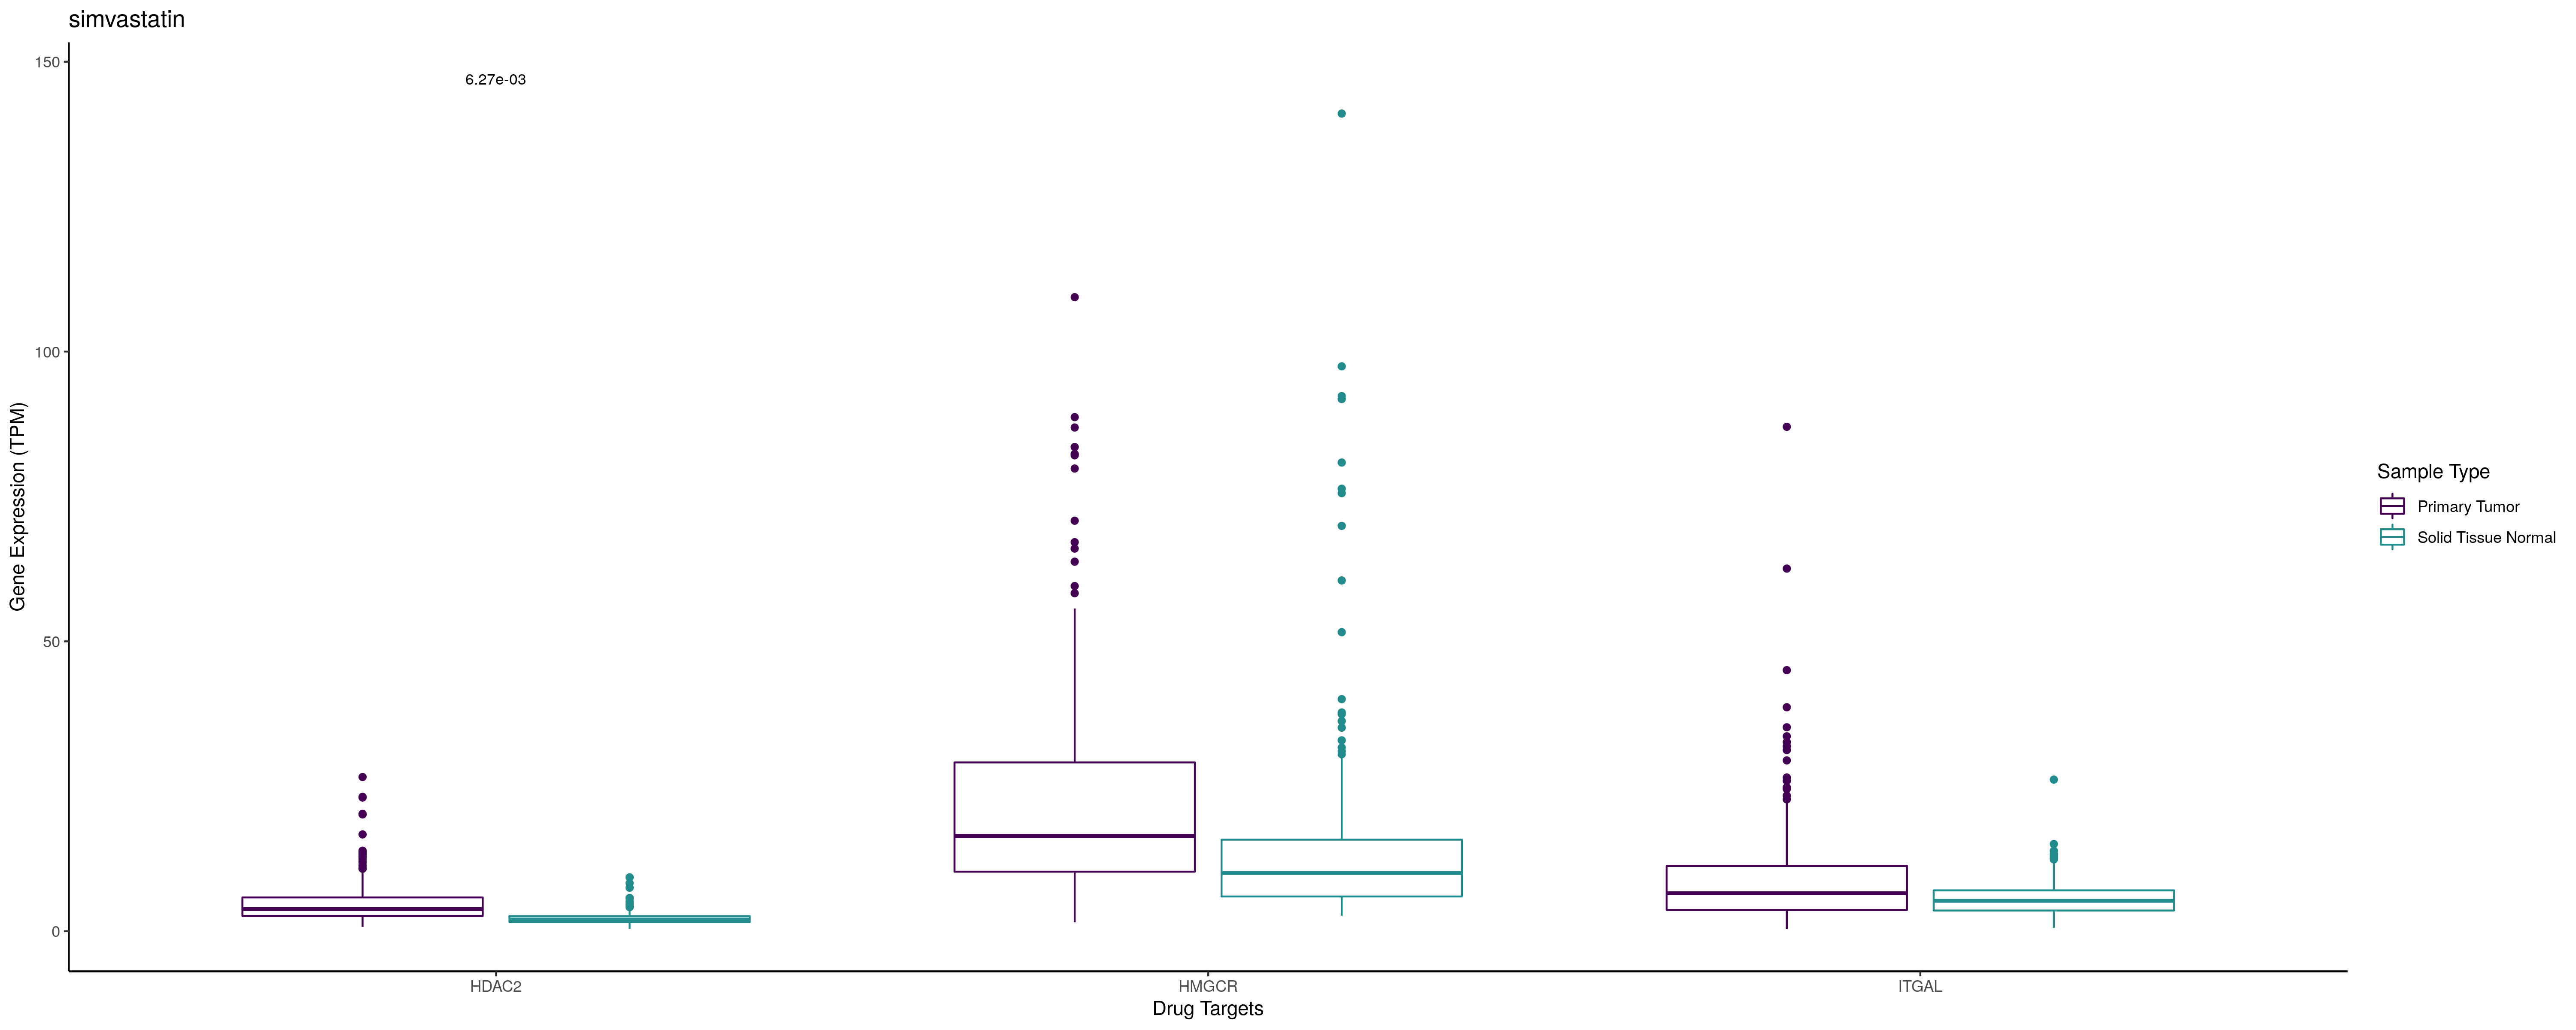 simvastatin
150
6.27e-03
100
50
0
Gene Expression (TPM)
HDAC2
HMGCR
ITGAL
Drug Targets
Sample Type
Primary Tumor
Solid Tissue Normal